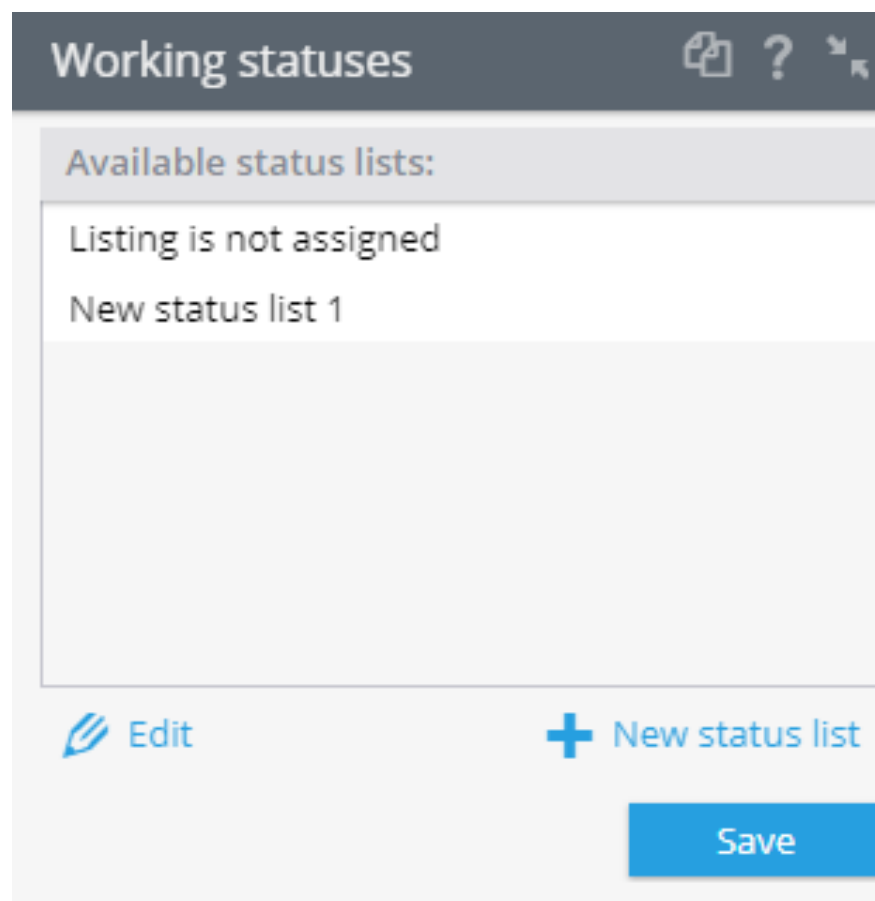 Working statuses
Available status lists:
Listing is not assigned
New status list 1
Edit
New status list
Save